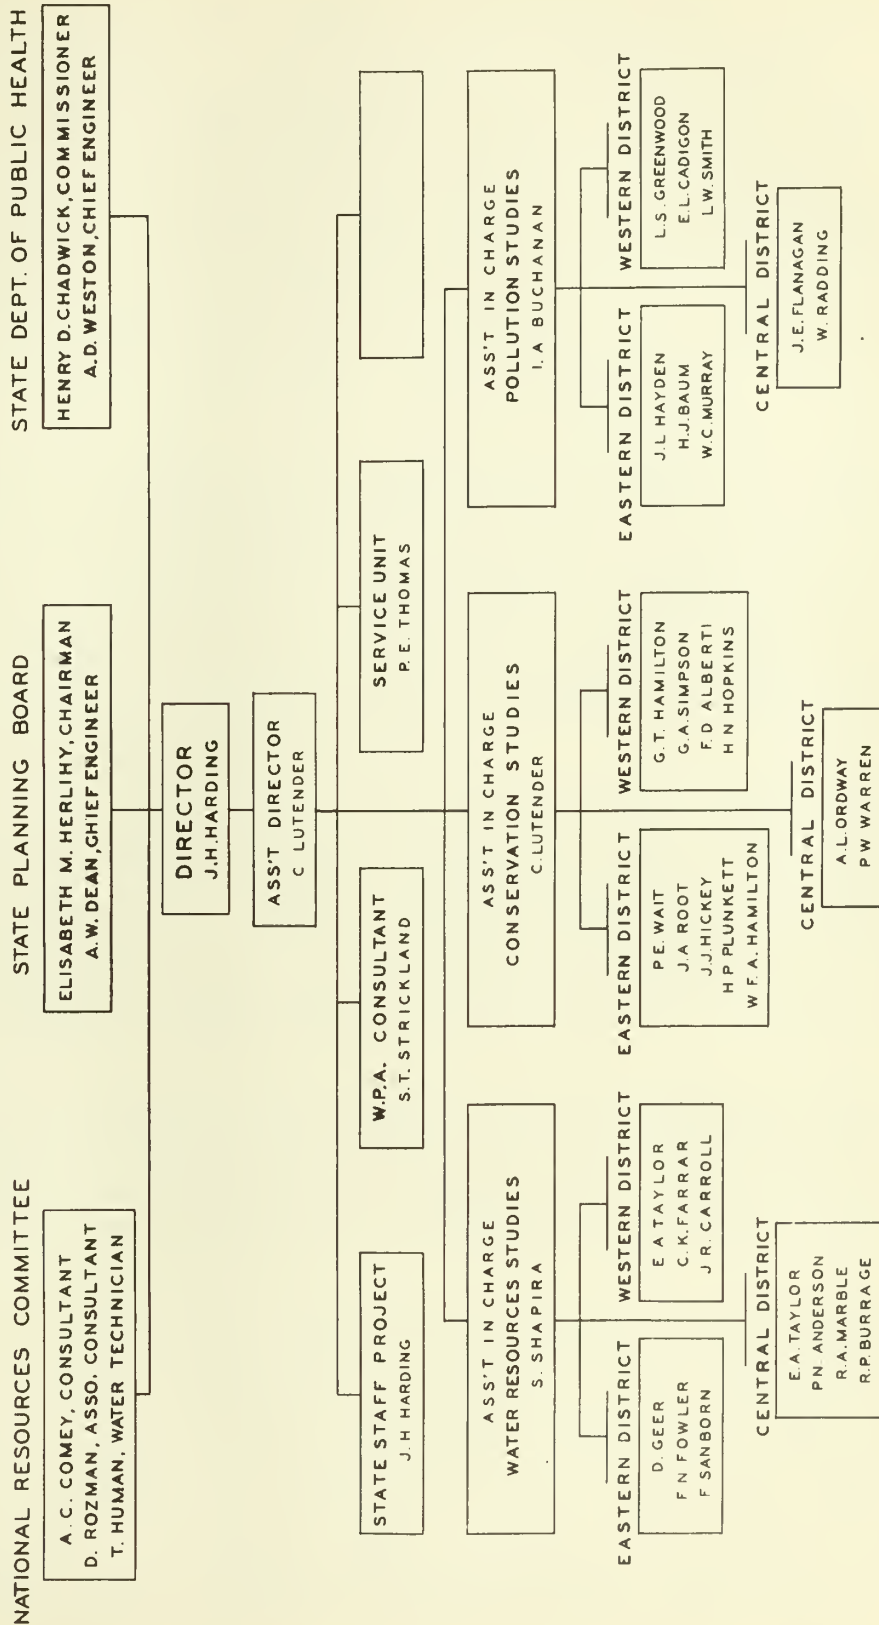 NATIONAL RESOURCES COMMITTEE
A.C. COMEY, CONSULTANT
D. ROZMAN, ASSO. CONSULTANT
T. HUMAN, WATER TECHNICIAN
STATE PLANNING BOARD
ELISABETH M. HERLIHY, CHAIRMAN
A.W. DEAN, CHIEF ENGINEER
STATE DEPT. OF PUBLIC HEALTH
HENRY D. CHADWICK, COMMISSIONER
A.D. WESTON, CHIEF ENGINEER
DIRECTOR
J.H. HARDING
ASS'T DIRECTOR
C LUTENDER
STATE STAFF PROJECT
J. H HARDING
W.P.A. CONSULTANT
S.T. STRICKLAND
SERVICE UNIT
P.E. THOMAS
ASS'T IN CHARGE
WATER RESOURCES STUDIES
S. SHAPIRA
EASTERN DISTRICT
D. GEER
F N FOWLER
F SANBORN
WESTERN DISTRICT
E A TAYLOR
C.K. FARRAR
J R. CARROLL
CENTRAL DISTRICT
E.A. TAYLOR
P.N. ANDERSON
R.A. MARBLE
R.P. BURRAGE
ASS'T IN CHARGE
CONSERVATION STUDIES
C. LUTENDER
EASTERN DISTRICT
P.E. WAIT
J.A ROOT
J.J. HICKEY
H P PLUNKETT
W F. A. HAMILTON
WESTERN DISTRICT
G.T. HAMILTON
G.A. SIMPSON
F. D ALBERTI
H N HOPKINS
CENTRAL DISTRICT
A.L. ORDWAY
P W WARREN
ASS'T IN CHARGE
POLLUTION STUDIES
I. A BUCHANAN
EASTERN DISTRICT
J.L HAYDEN
H.J. BAUM
W.C. MURRAY
WESTERN DISTRICT
L.S. GREENWOOD
E.L. CADIGON
L.W. SMITH
CENTRAL DISTRICT
J.E. FLANAGAN
W. RADDING